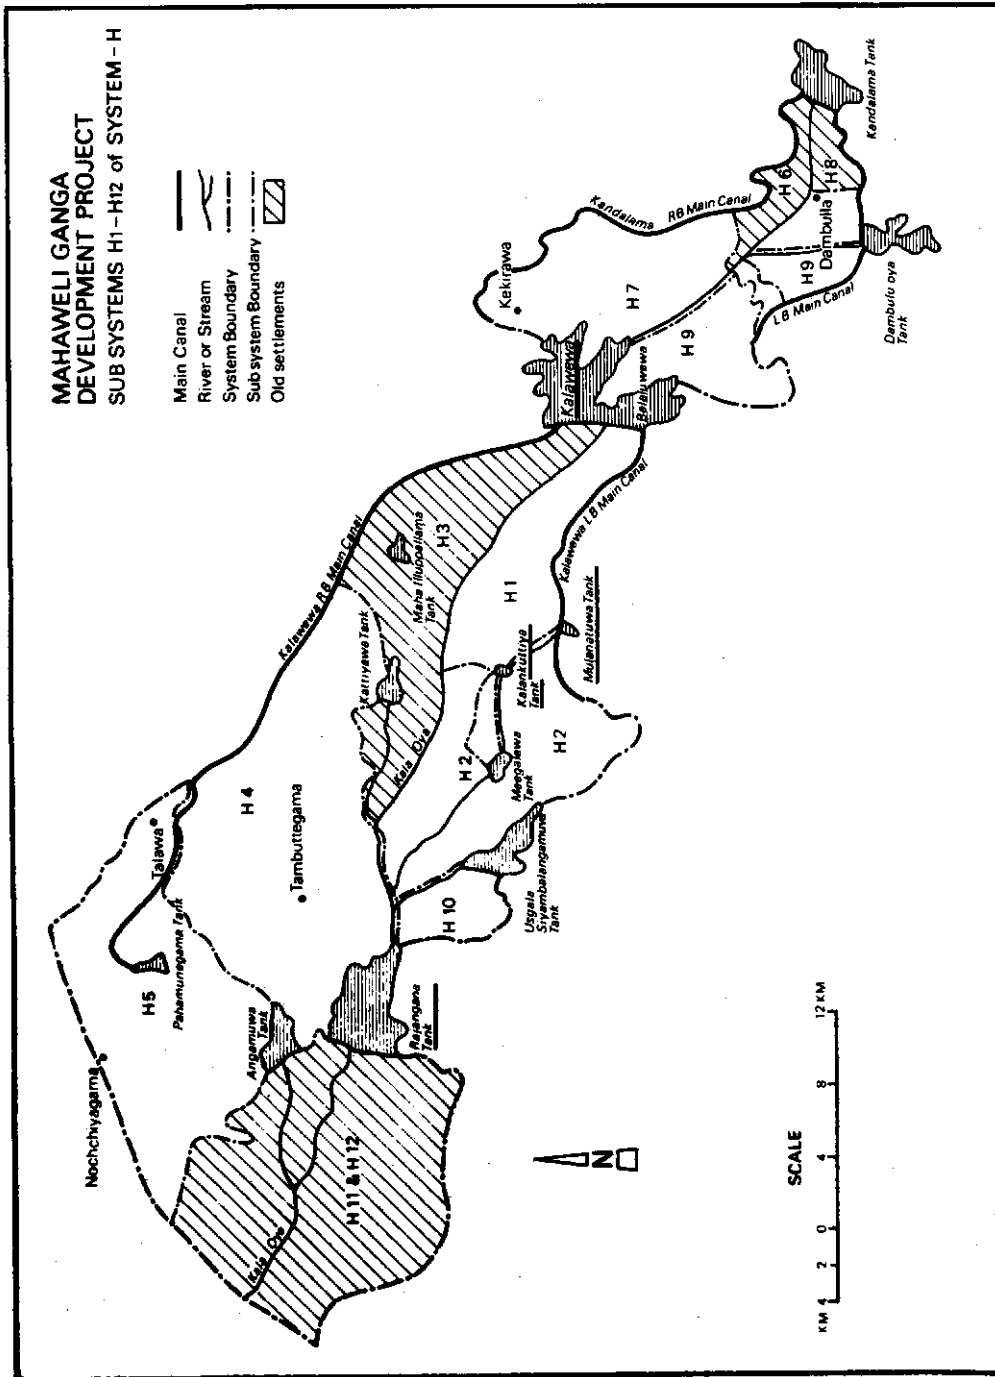 MAHAWELI GANGA
DEVELOPMENT PROJECT
SUB SYSTEMS H1–H12 of SYSTEM – H
Main Canal
River or Stream
System Boundary
Sub system Boundary
Old settlements
Nochchiyagama
Talawa
H5
Pahamunegama Tank
H 4
Tambuttegama
Angamuwa
Tank
Kalawewa RB Main Canal
Kattiyawa Tank
Maha Illuppallama
Tank
H3
Kala Oya
H1
Kalawewa LB Main Canal
Kalankuttiya
Tank
Mulanatuwa Tank
H2
Meegalewa
Tank
H2
Usgala
Siyambalangamuwa
Tank
H 10
Rajangana
Tank
Kala Oya
H 11 & H 12
Kekirawa
Kalawewa
Balaluwewa
H 7
Kandalama
RB Main Canal
H 6
H8
Kandalama Tank
Dambulla
H9
H 9
LB Main Canal
Dambulu oya
Tank
N
SCALE
KM 4 2 0 4 8 12 KM